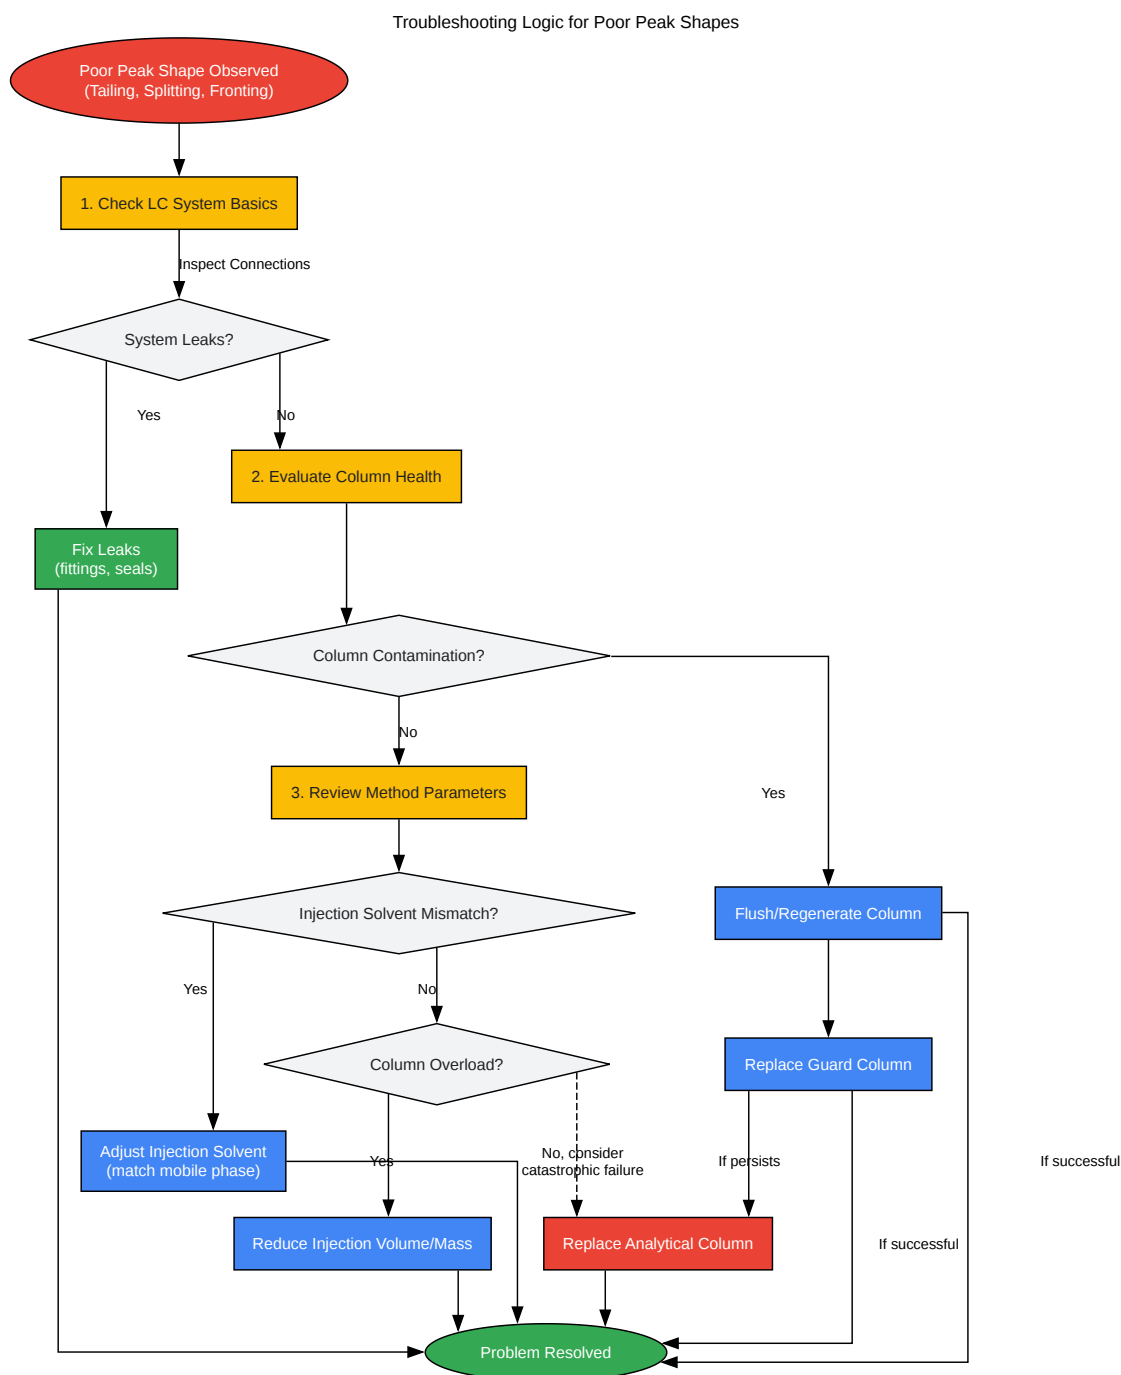 Troubleshooting Logic for Poor Peak Shapes
Poor Peak Shape Observed
(Tailing, Splitting, Fronting)
1. Check LC System Basics
Inspect Connections
System Leaks?
Yes
No
2. Evaluate Column Health
Fix Leaks
(fittings, seals)
Column Contamination?
No
3. Review Method Parameters
Yes
Injection Solvent Mismatch?
Flush/Regenerate Column
Yes
No
Column Overload?
Replace Guard Column
Adjust Injection Solvent
(match mobile phase)
Yes
No, consider
catastrophic failure
If persists
If successful
Reduce Injection Volume/Mass
Replace Analytical Column
If successful
Problem Resolved